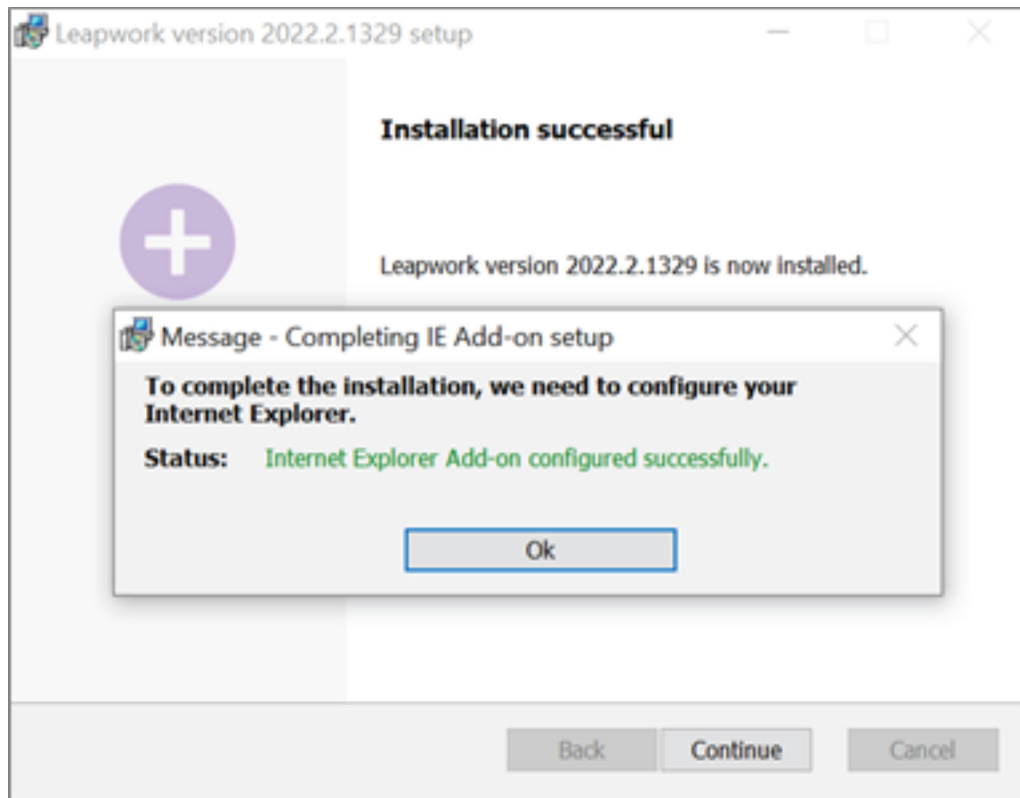 Leapwork version 2022.2.1329 setup
Installation successful
Leapwork version 2022.2.1329 is now installed.
Message - Completing IE Add-on setup
To complete the installation, we need to configure your
Internet Explorer.
Status: Internet Explorer Add-on configured successfully.
Ok
Back Continue Cancel